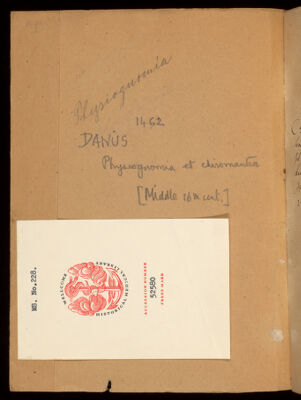 Physiognomia
1462
DANUS
Physiognomia et chiromantia
[Middle 16th cent.]
MS. No. 228.
WELLCOME
HISTORICAL MEDICAL LIBRARY
ACCESSION NUMBER
52580
PRESS MARK